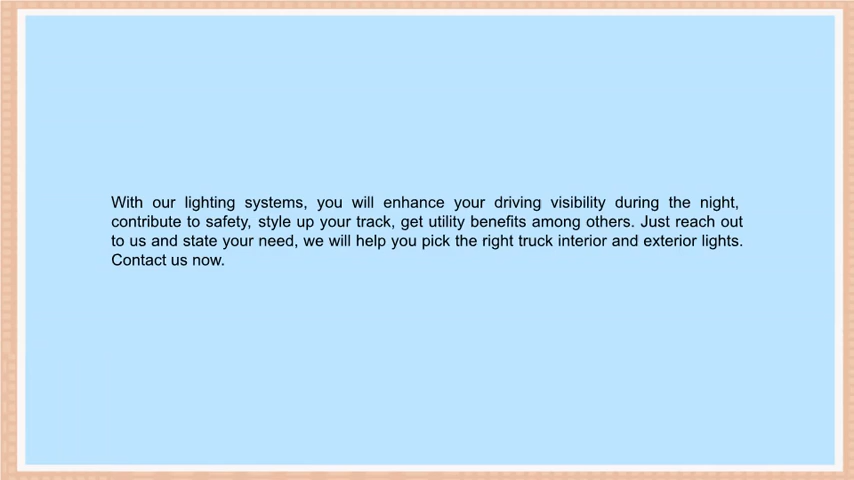 With our lighting systems, you will enhance your driving visibility during the night,
contribute to safety, style up your track, get utility benefits among others. Just reach out
to us and state your need, we will help you pick the right truck interior and exterior lights.
Contact us now.